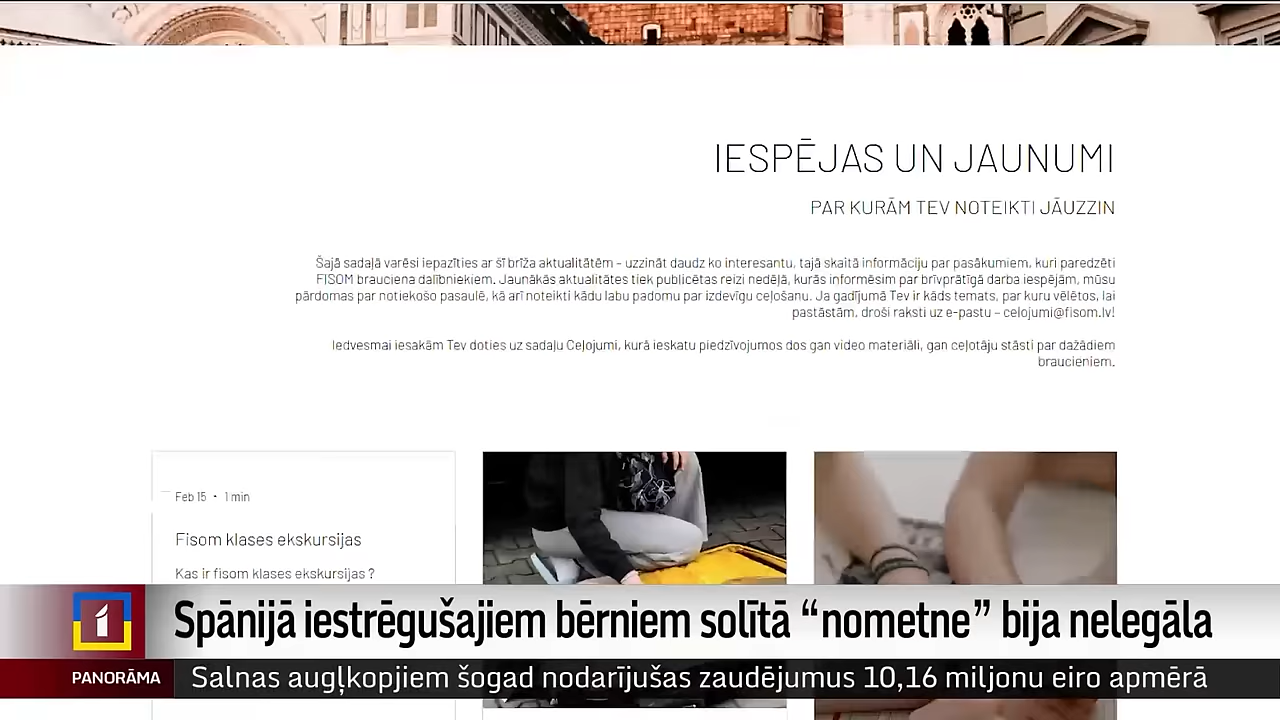 IESPĒJAS UN JAUNUMI
PAR KURĀM TEV NOTEIKTI JĀUZZIN
Šajā sadaļā varēsi iepazīties ar šī brīža aktualitātēm – uzzināt daudz ko interesantu, tajā skaitā informāciju par pasākumiem, kuri paredzēti
FISOM brauciena dalībniekiem. Jaunākās aktualitātes tiek publicētas reizi nedēļā, kurās informēsim par brīvprātīgā darba iespējām, mūsu
pārdomas par notiekošo pasaulē, kā arī noteikti kādu labu padomu par izdevīgu ceļošanu. Ja gadījumā Tev ir kāds temats, par kuru vēlētos, lai
pastāstām, droši raksti uz e-pastu – celojumi@fisom.lv!
Iedvesmai iesakām Tev doties uz sadaļu Ceļojumi, kurā ieskatu piedzīvojumos dos gan video materiāli, gan ceļotāju stāsti par dažādiem
braucieniem.
Feb 15 • 1 min
Fisom klases ekskursijas
Kas ir fisom klases ekskursijas ?
1
Spānijā iestrēgušajiem bērniem solītā “nometne” bija nelegāla
PANORĀMA
Salnas augļkopjiem šogad nodarījušas zaudējumus 10,16 miljonu eiro apmērā